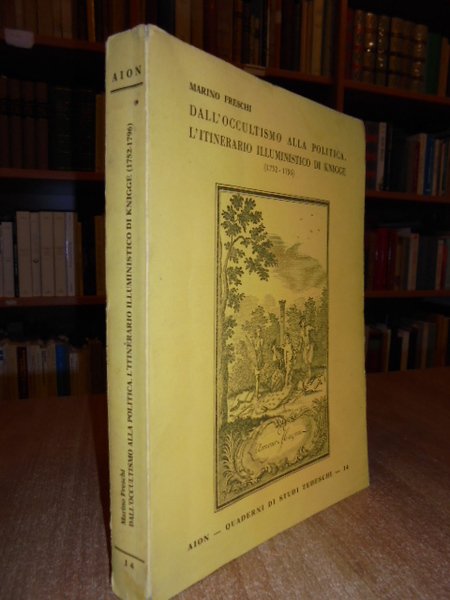 AION
Marino Freschi
DALL'OCCULTISMO ALLA POLITICA. L'ITINERARIO ILLUMINISTICO DI KNIGGE (1752-1796)
14
MARINO FRESCHI
DALL'OCCULTISMO ALLA POLITICA.
L'ITINERARIO ILLUMINISTICO DI KNIGGE
(1752-1796)
AION — QUADERNI DI STUDI TEDESCHI — 14